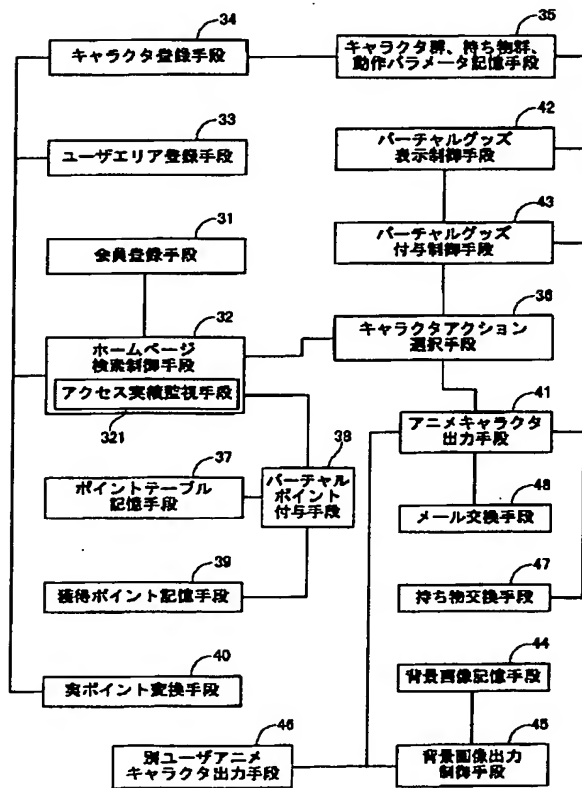 34
キャラクタ登録手段
35
キャラクタ群、持ち物群、
動作パラメータ記憶手段
33
ユーザエリア登録手段
42
バーチャルグッズ
表示制御手段
31
会員登録手段
43
バーチャルグッズ
付与制御手段
32
ホームページ
検索制御手段
アクセス実績監視手段
321
36
キャラクタアクション
選択手段
41
アニメキャラクタ
出力手段
37
ポイントテーブル
記憶手段
38
バーチャル
ポイント
付与手段
48
メール交換手段
39
獲得ポイント記憶手段
47
持ち物交換手段
40
実ポイント変換手段
44
背景画像記憶手段
46
別ユーザアニメ
キャラクタ出力手段
45
背景画像出力
制御手段